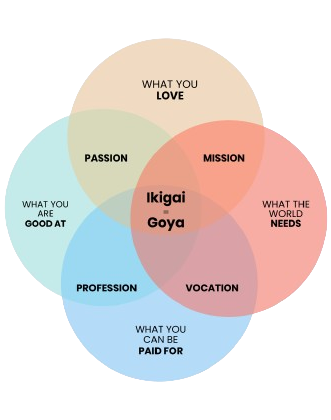 WHAT YOU
LOVE
PASSION
MISSION
Ikigai
-
Goya
WHAT YOU
ARE
GOOD AT
WHAT THE
WORLD
NEEDS
PROFESSION
VOCATION
WHAT YOU
CAN BE
PAID FOR